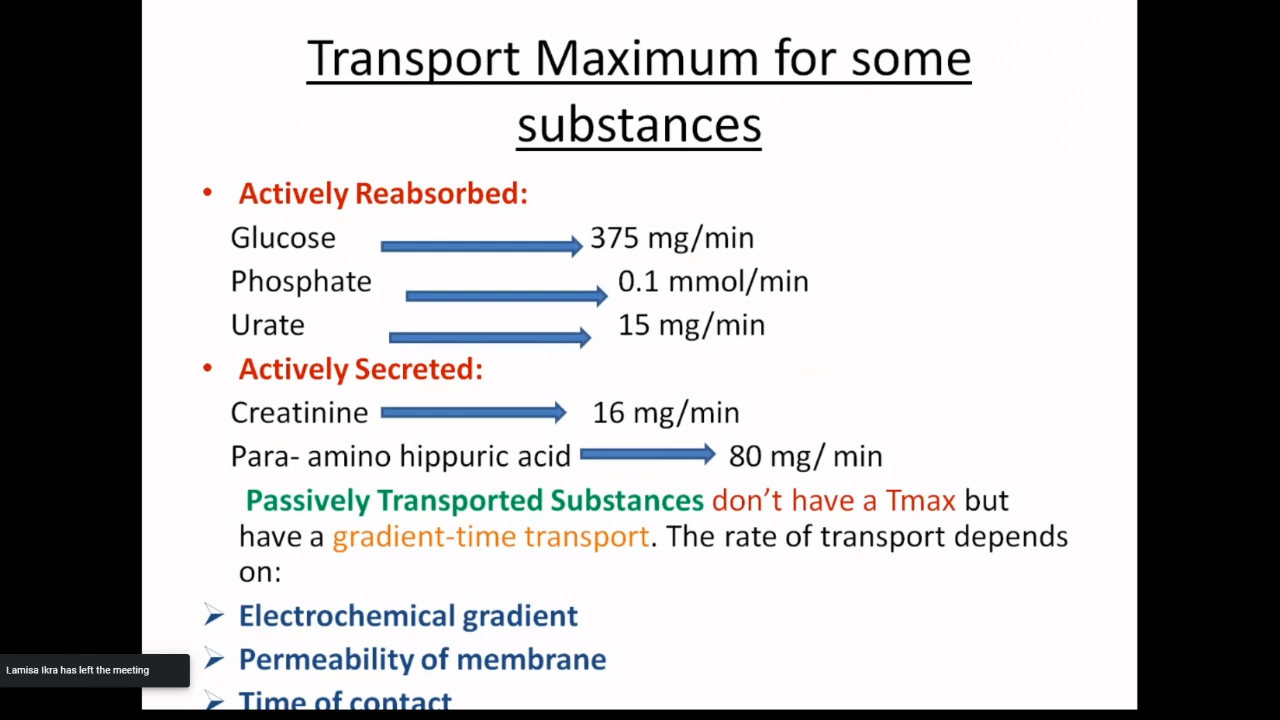 Transport Maximum for some
substances
• Actively Reabsorbed:
Glucose 375 mg/min
Phosphate 0.1 mmol/min
Urate 15 mg/min
• Actively Secreted:
Creatinine 16 mg/min
Para- amino hippuric acid 80 mg/ min
Passively Transported Substances don’t have a Tmax but
have a gradient-time transport. The rate of transport depends
on:
Electrochemical gradient
Permeability of membrane
Time of contact
Lamisa Ikra has left the meeting